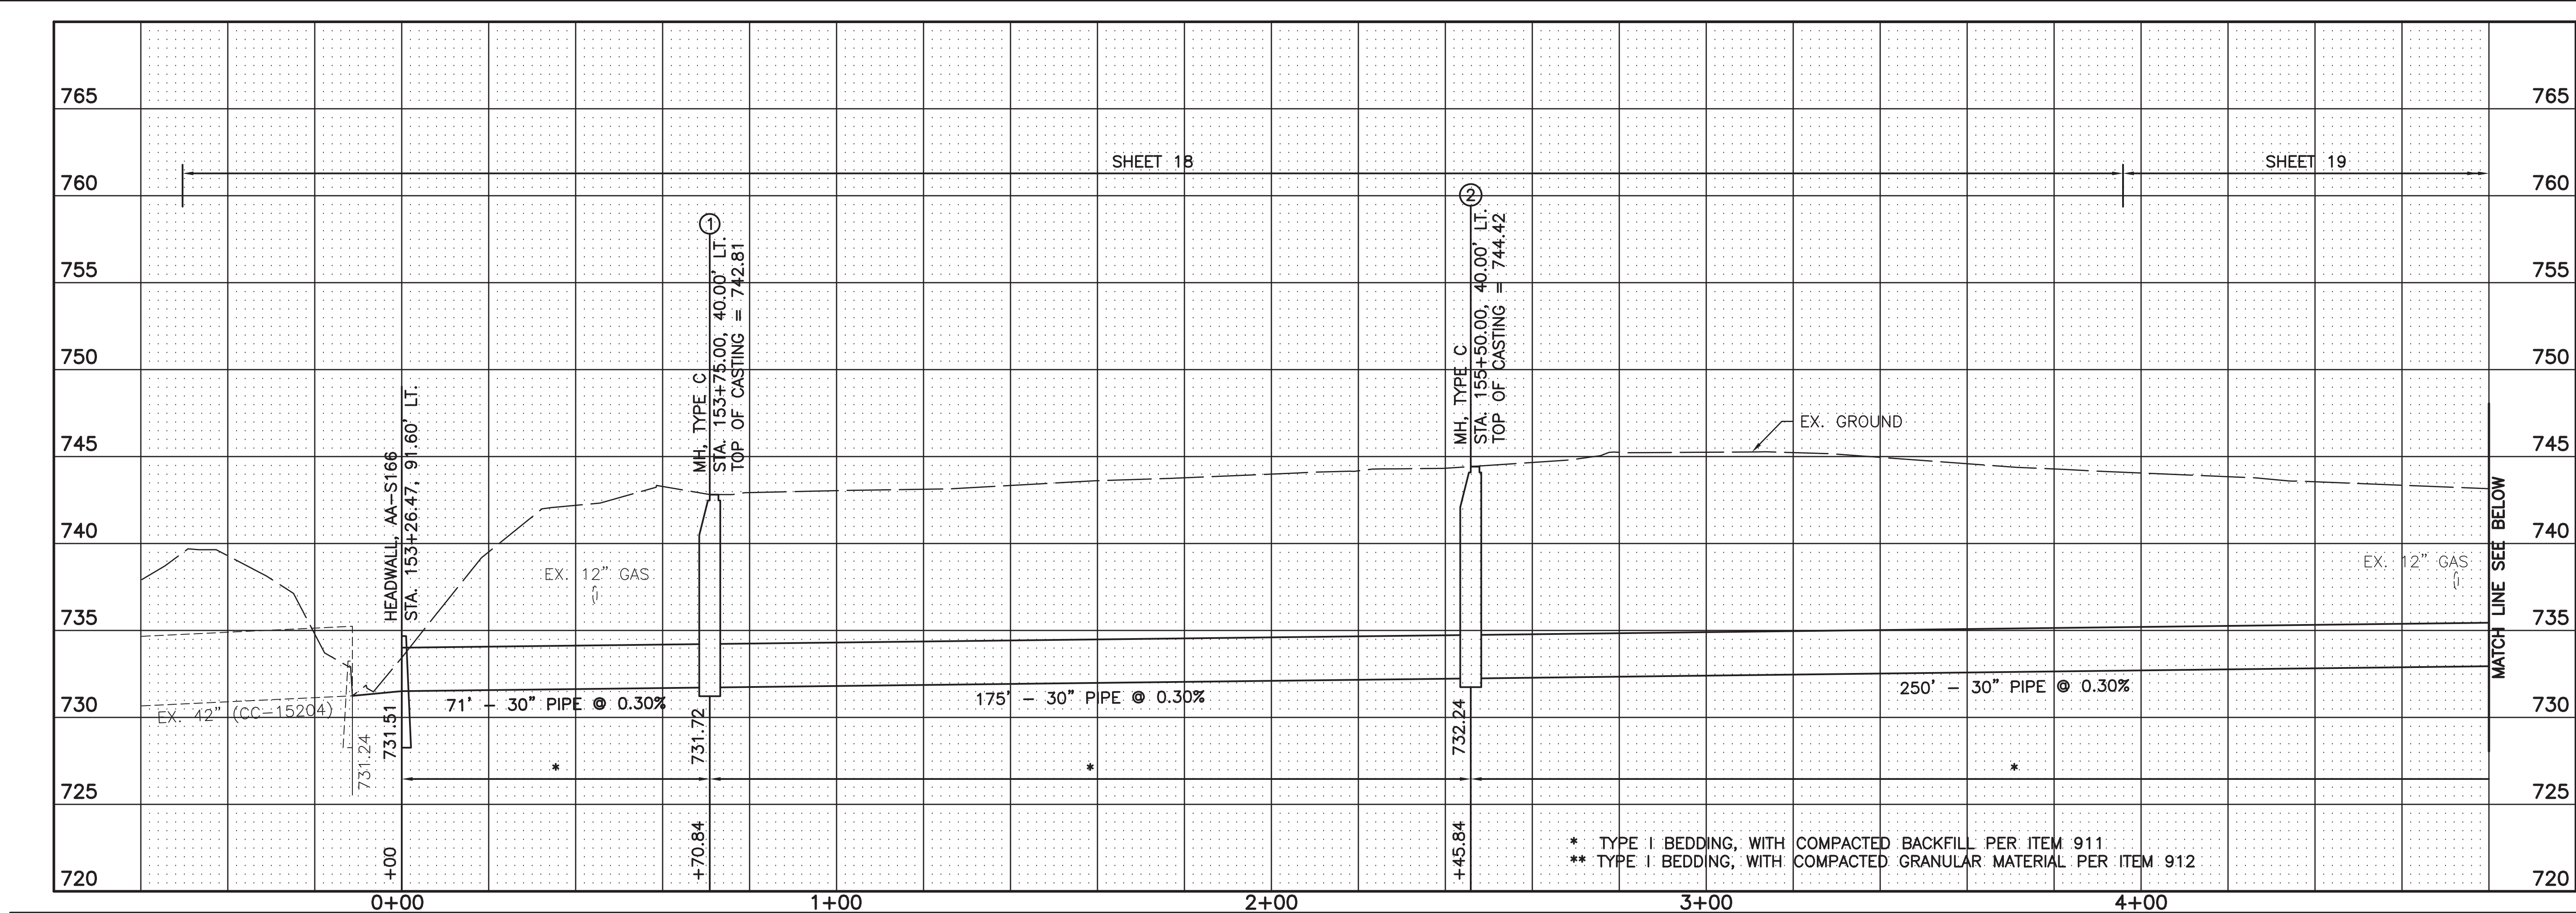 765
765
SHEET 18
SHEET 19
760
760
1
2
MH, TYPE C
STA. 153+75.00, 40.00' LT.
TOP OF CASTING = 742.81
MH, TYPE C
STA. 155+50.00, 40.00' LT.
TOP OF CASTING = 744.42
755
755
750
750
HEADWALL, AA-S166
STA. 153+26.47, 91.60' LT.
EX. GROUND
745
745
740
740
EX. 12" GAS
EX. 12" GAS
MATCH LINE SEE BELOW
735
735
EX. 42" (CC-15204)
731.24
731.51
71' - 30" PIPE @ 0.30%
731.72
175' - 30" PIPE @ 0.30%
732.24
250' - 30" PIPE @ 0.30%
730
730
*
*
*
725
725
* TYPE I BEDDING, WITH COMPACTED BACKFILL PER ITEM 911
** TYPE I BEDDING, WITH COMPACTED GRANULAR MATERIAL PER ITEM 912
+00
+70.84
+45.84
720
720
0+00
1+00
2+00
3+00
4+00